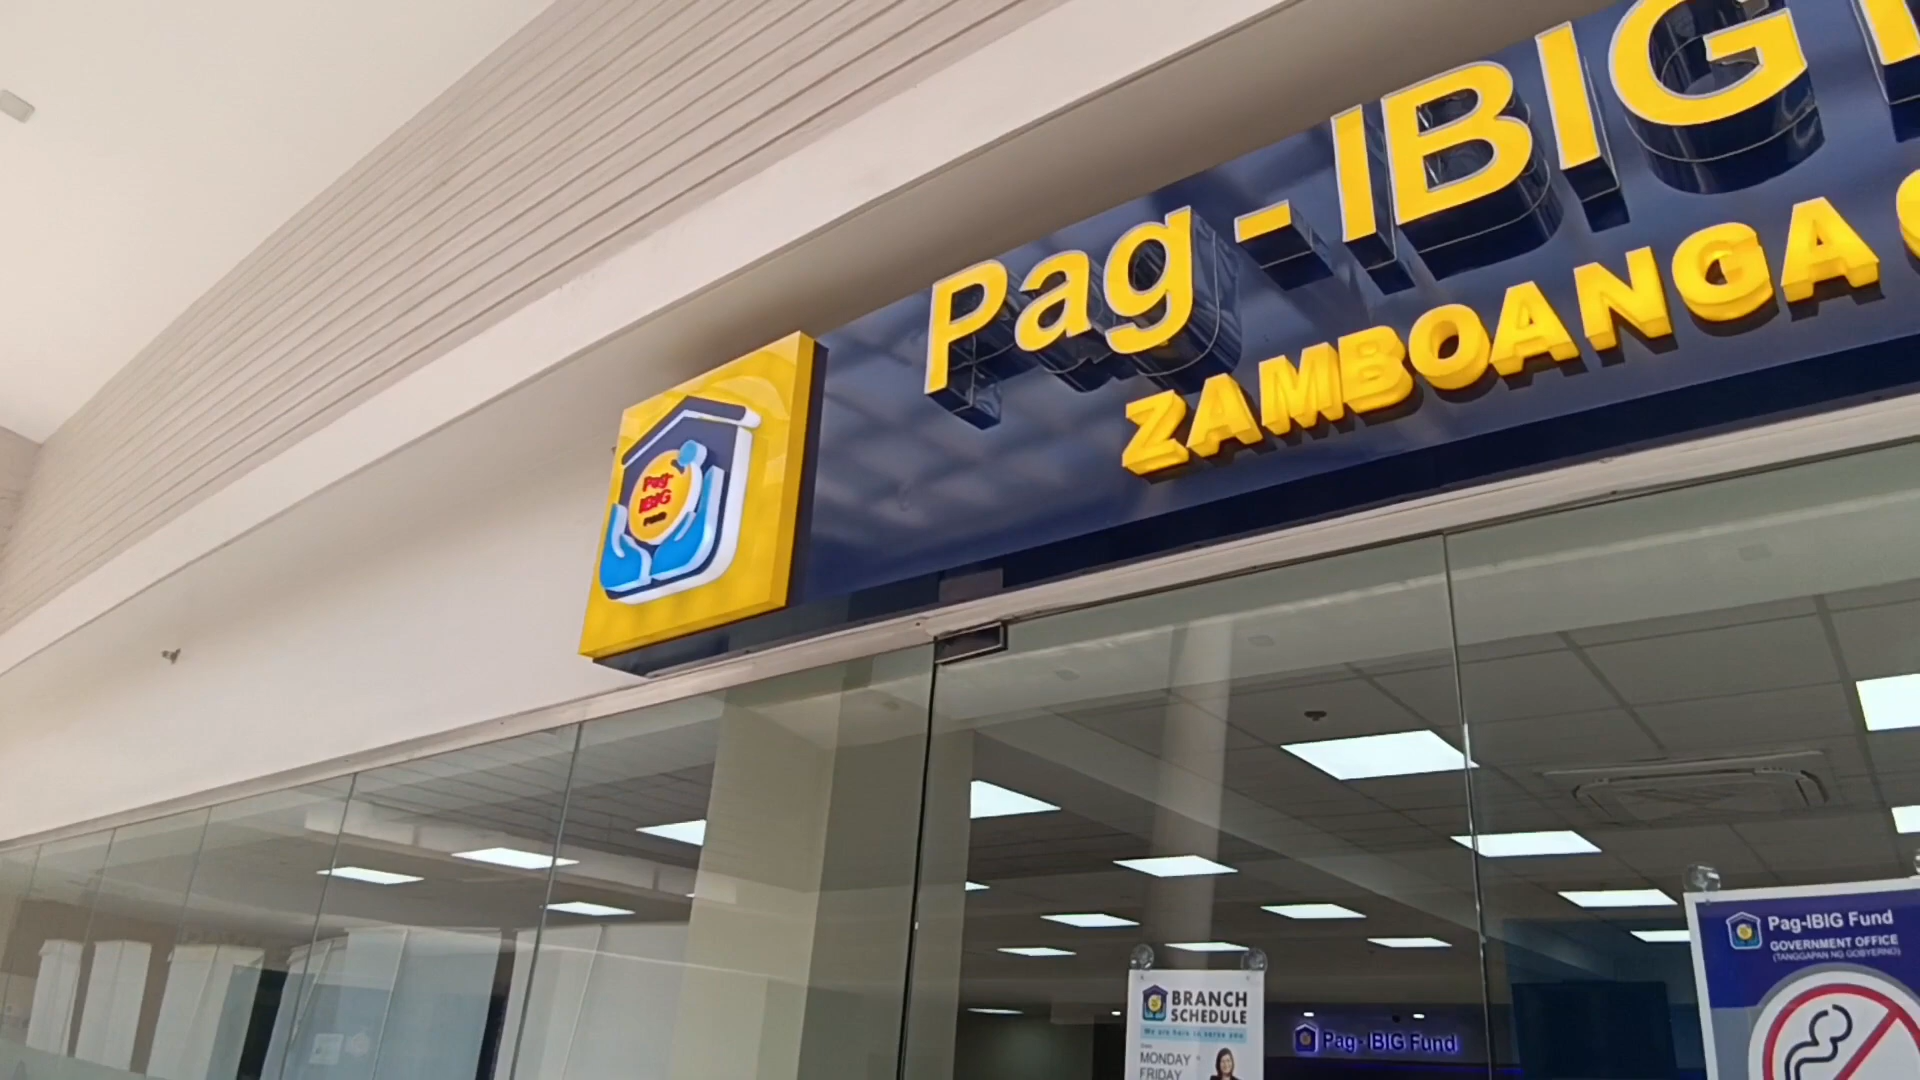 Pag-IBIG
ZAMBOANGA
Pag-
IBIG
FUND
BRANCH
SCHEDULE
We are here to serve you
MONDAY -
FRIDAY
Pag-IBIG Fund
Pag-IBIG Fund
GOVERNMENT OFFICE
(TANGGAPAN NG GOBYERNO)